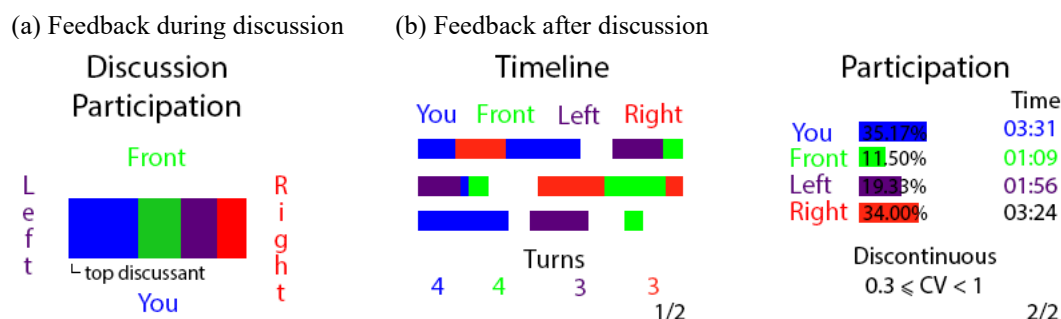 (a) Feedback during discussion
Discussion
Participation
Front
Left
Right
└ top discussant
You
(b) Feedback after discussion
Timeline
You Front Left Right
Turns
4 4 3 3
1/2
Participation
Time
You 35.17% 03:31
Front 11.50% 01:09
Left 19.33% 01:56
Right 34.00% 03:24
Discontinuous
0.3 ⩽ CV < 1
2/2